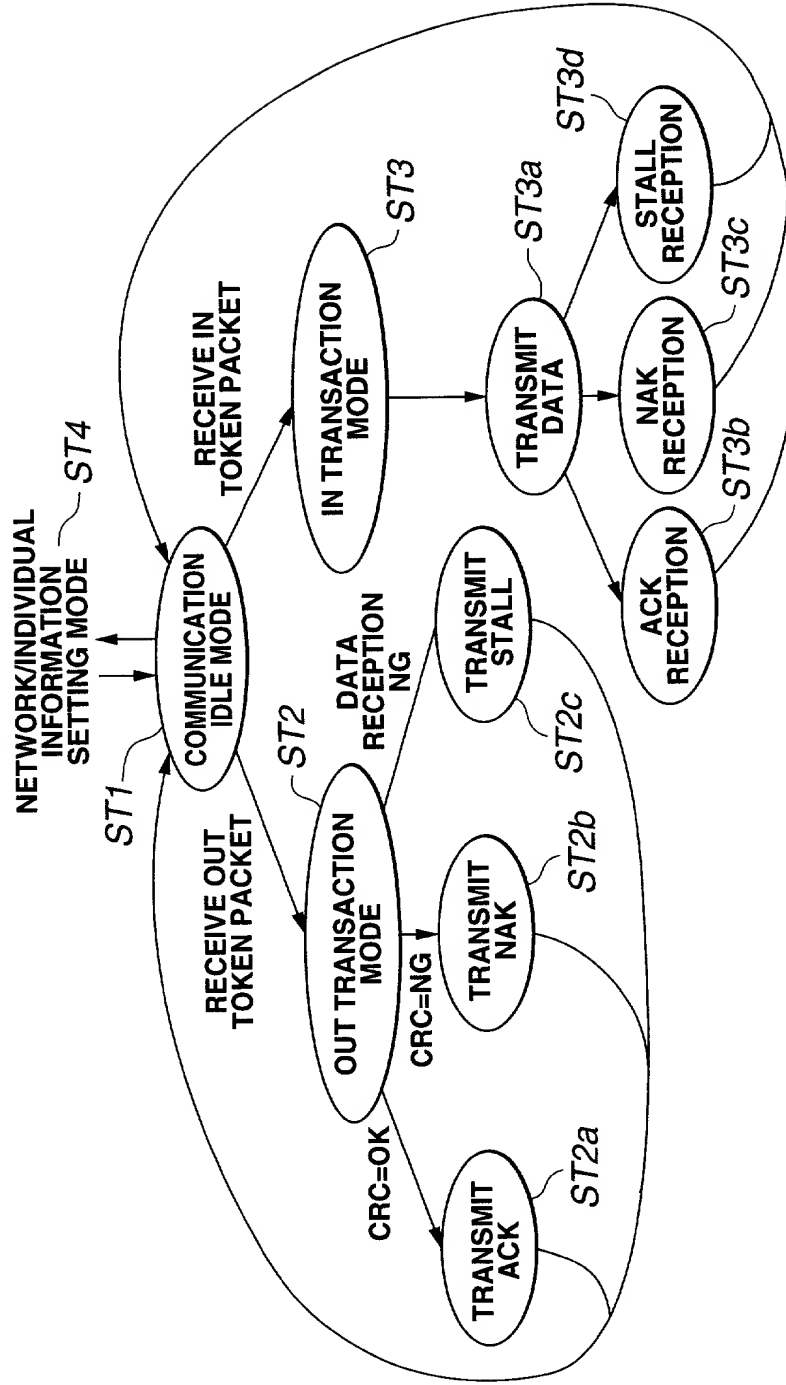 NETWORK/INDIVIDUAL
INFORMATION
SETTING MODE
ST4
ST1
COMMUNICATION
IDLE MODE
RECEIVE OUT
TOKEN PACKET
RECEIVE IN
TOKEN PACKET
ST2
OUT TRANSACTION
MODE
IN TRANSACTION
MODE
ST3
CRC=OK
CRC=NG
DATA
RECEPTION
NG
TRANSMIT
ACK
ST2a
TRANSMIT
NAK
ST2b
TRANSMIT
STALL
ST2c
TRANSMIT
DATA
ST3a
ACK
RECEPTION
ST3b
NAK
RECEPTION
ST3c
STALL
RECEPTION
ST3d